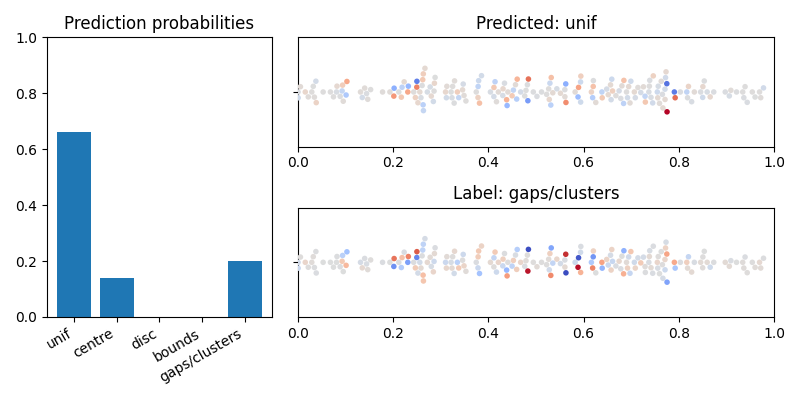 Prediction probabilities
1.0
0.8
0.6
0.4
0.2
0.0
unif
centre
disc
bounds
gaps/clusters
Predicted: unif
0.0 0.2 0.4 0.6 0.8 1.0
Label: gaps/clusters
0.0 0.2 0.4 0.6 0.8 1.0